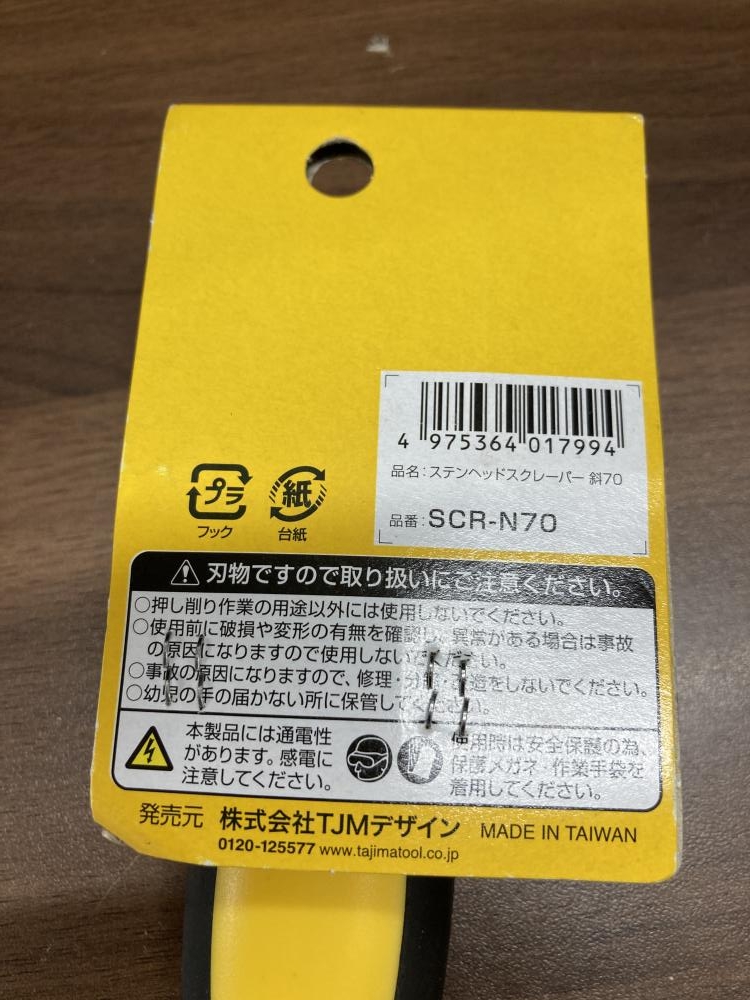 4 975364 017994
品名:ステンヘッドスクレーパー 斜70
品番:SCR-N70
プラ
フック
紙
台紙
刃物ですので取り扱いにご注意ください。
○押し削り作業の用途以外には使用しないでください。
○使用前に破損や変形の有無を確認し、異常がある場合は事故
の原因になりますので使用しないでください。
○事故の原因になりますので、修理・分解・改造をしないでください。
○幼児の手の届かない所に保管してください。
本製品には通電性
があります。感電に
注意してください。
使用時は安全保護の為、
保護メガネ・作業手袋を
着用してください。
発売元 株式会社TJMデザイン MADE IN TAIWAN
0120-125577 www.tajimatool.co.jp